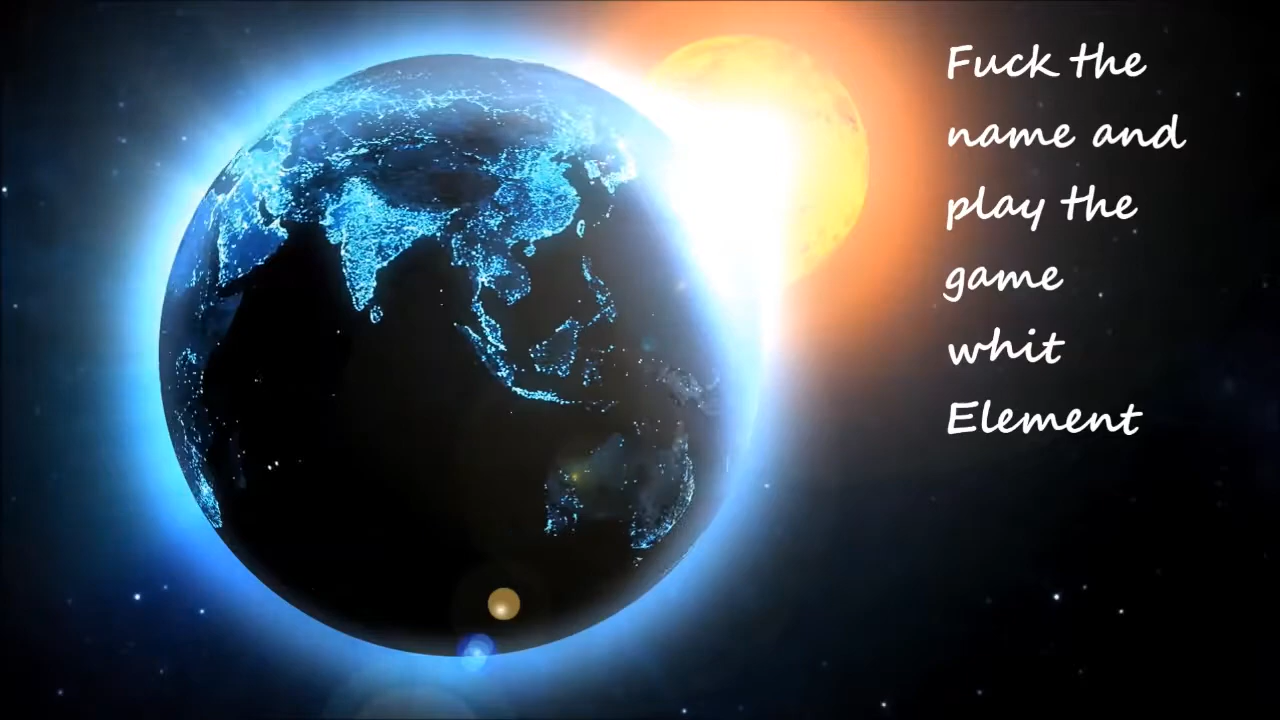 Fuck the
name and
play the
game
whit
Element